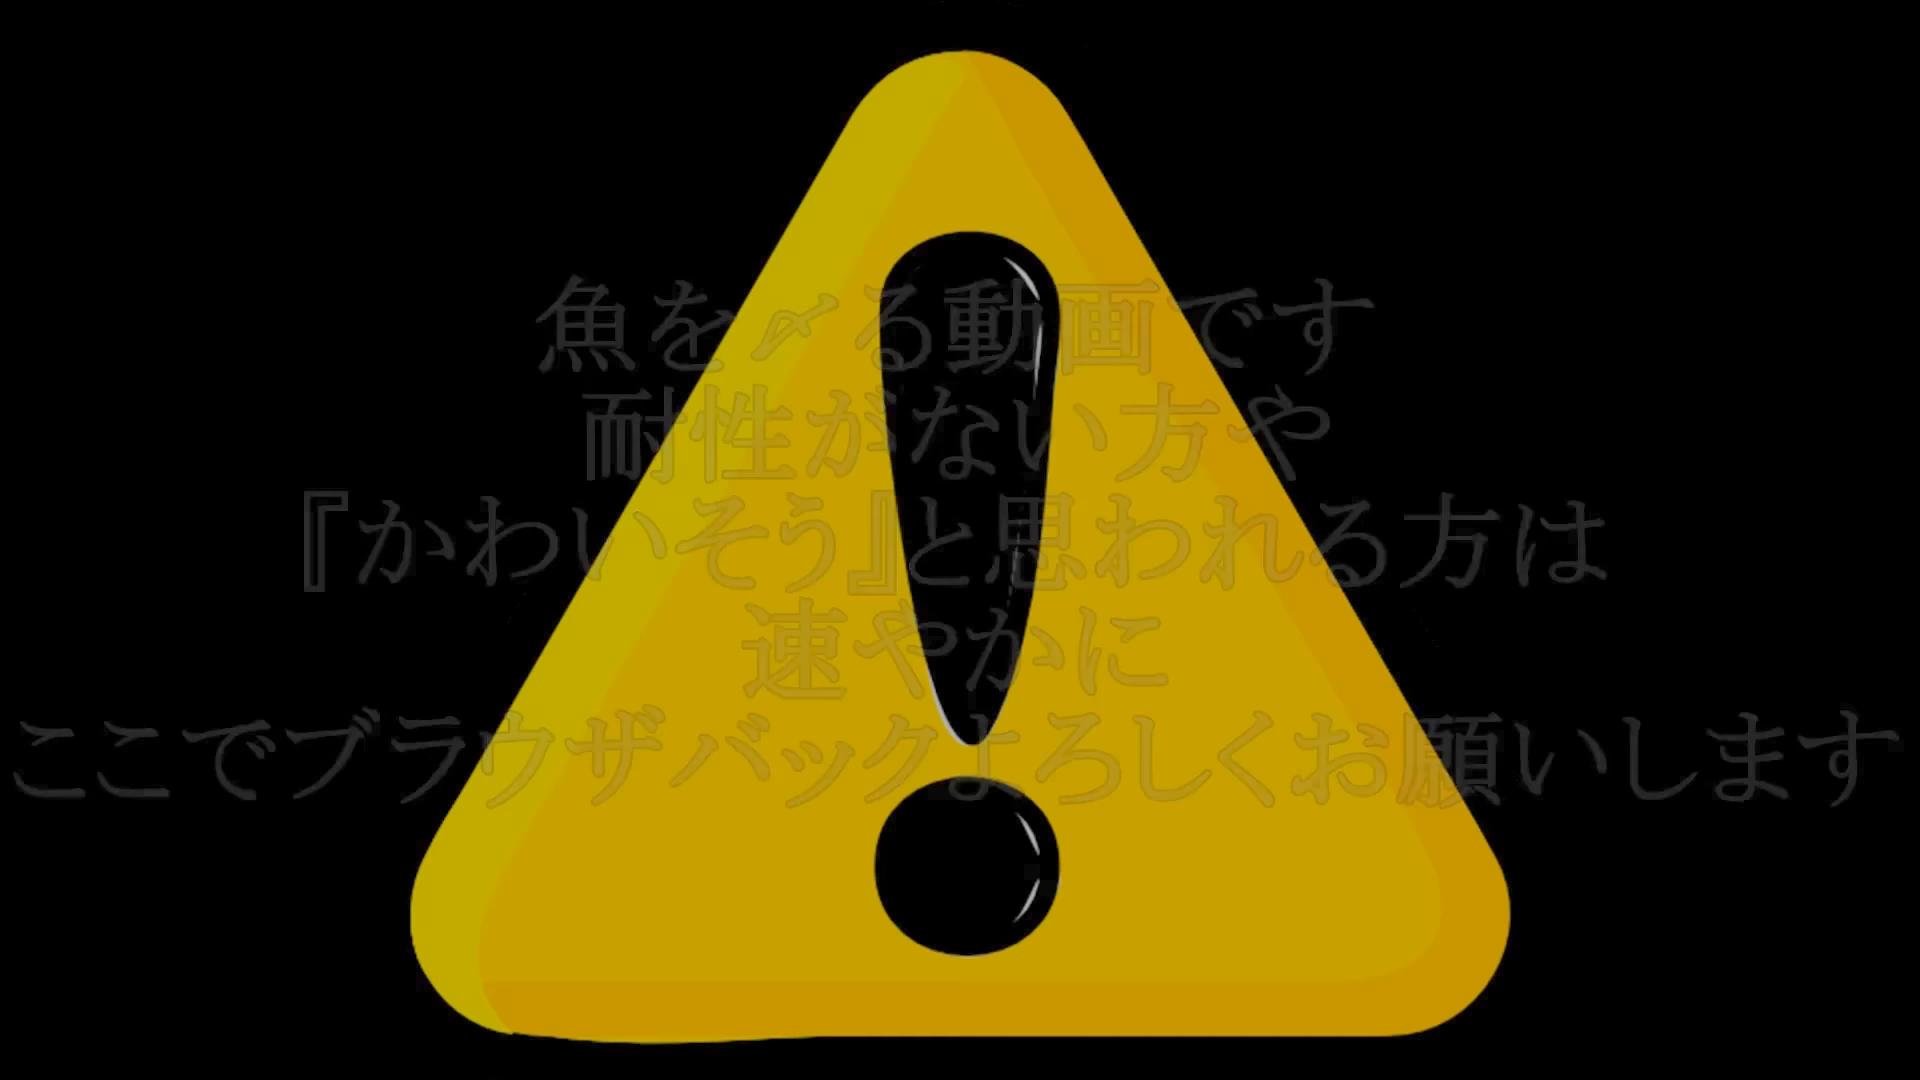 魚を〆る動画です
耐性がない方や
『かわいそう』と思われる方は
速やかに
ここでブラウザバックよろしくお願いします